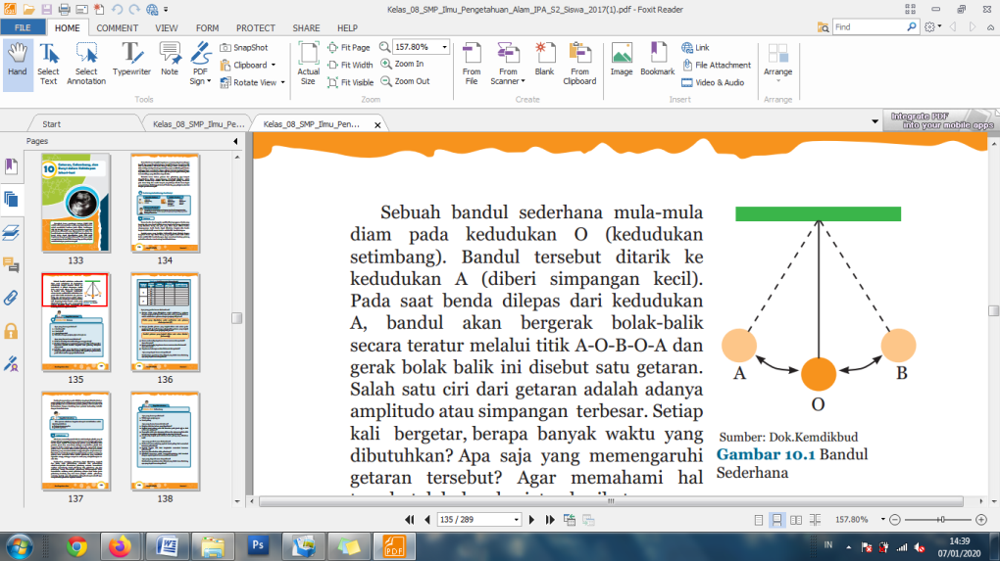 Kelas_08_SMP_Ilmu_Pengetahuan_Alam_IPA_S2_Siswa_2017(1).pdf - Foxit Reader
FILE HOME COMMENT VIEW FORM PROTECT SHARE HELP Find
Hand Select Text Select Annotation Typewriter Note PDF Sign SnapShot Clipboard Rotate View
Tools
Actual Size Fit Page Fit Width Fit Visible 157.80% Zoom In Zoom Out
Zoom
From File From Scanner Blank From Clipboard
Create
Image Bookmark Link File Attachment Video & Audio
Insert
Arrange
Arrange
Start Kelas_08_SMP_Ilmu_Pe... Kelas_08_SMP_Ilmu_Pen...
Integrate PDF
into your mobile apps
Pages
10
133 134
135 136
137 138
Sebuah bandul sederhana mula-mula
diam pada kedudukan O (kedudukan
setimbang). Bandul tersebut ditarik ke
kedudukan A (diberi simpangan kecil).
Pada saat benda dilepas dari kedudukan
A, bandul akan bergerak bolak-balik
secara teratur melalui titik A-O-B-O-A dan
gerak bolak balik ini disebut satu getaran.
Salah satu ciri dari getaran adalah adanya
amplitudo atau simpangan terbesar. Setiap
kali bergetar, berapa banyak waktu yang
dibutuhkan? Apa saja yang memengaruhi
getaran tersebut? Agar memahami hal
A B
O
Sumber: Dok.Kemdikbud
Gambar 10.1 Bandul
Sederhana
135 / 289
157.80%
IN
14:39
07/01/2020